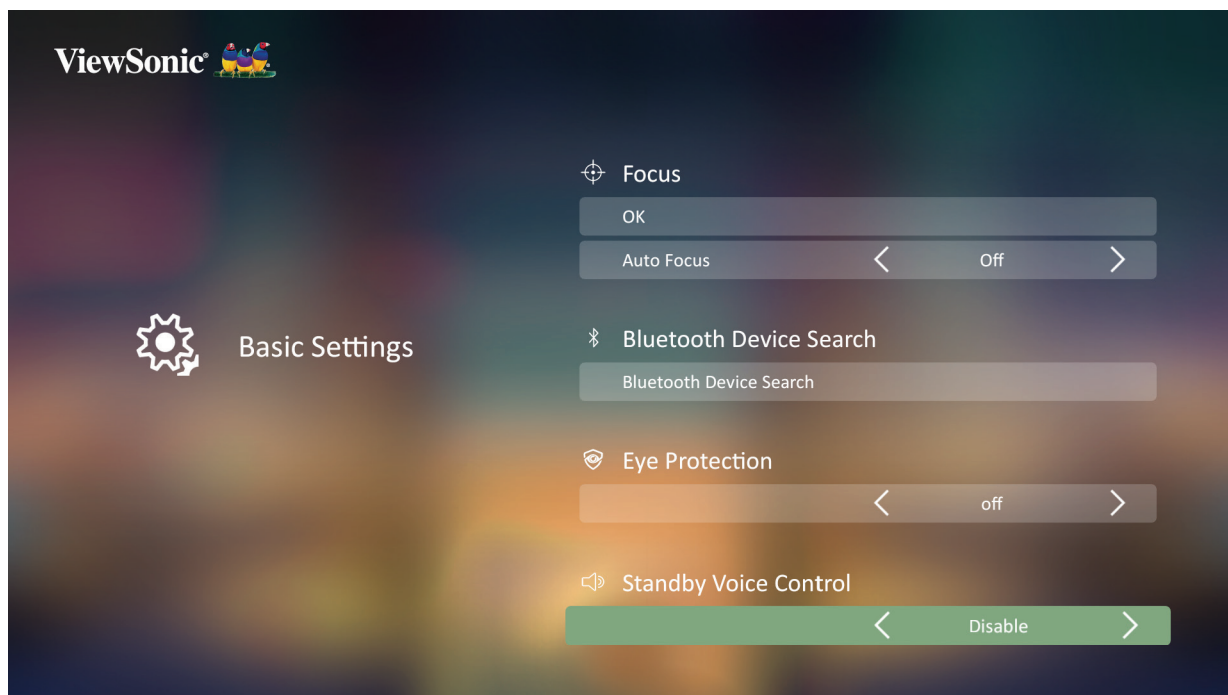 ViewSonic®
Focus
OK
Auto Focus Off
Basic Settings
Bluetooth Device Search
Bluetooth Device Search
Eye Protection
off
Standby Voice Control
Disable